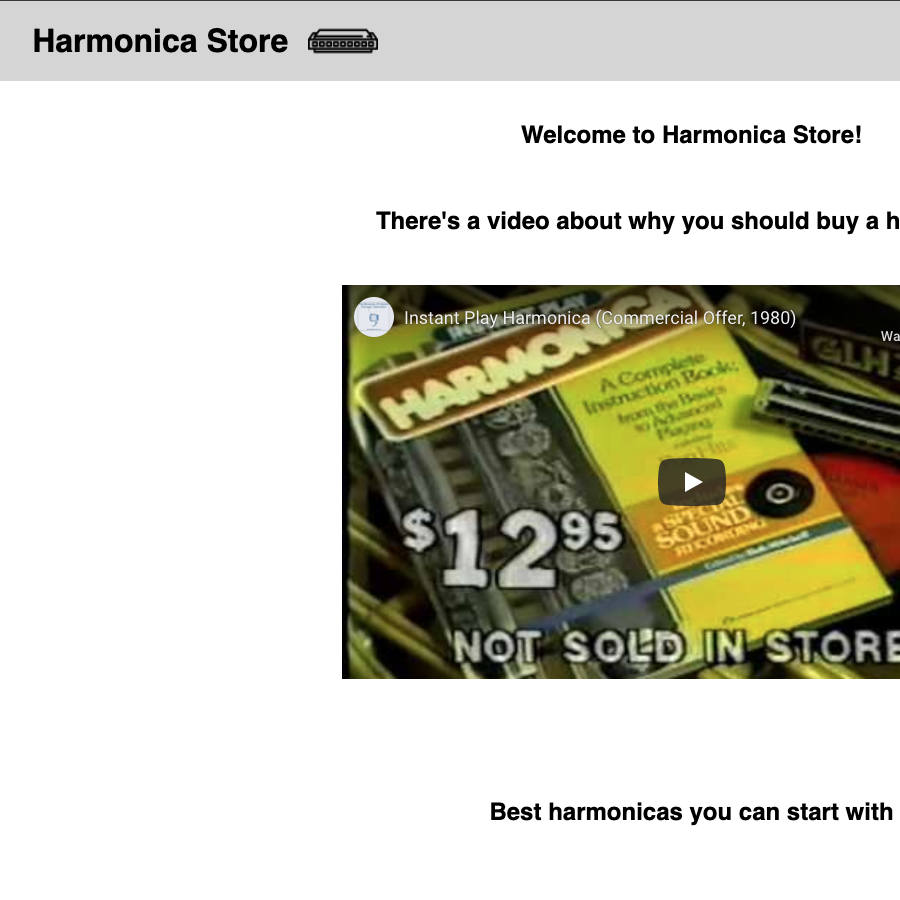 Harmonica Store
Welcome to Harmonica Store!
There's a video about why you should buy a h
Instant Play Harmonica (Commercial Offer, 1980)
Wa
HARMONICA
A Complete
Instruction Book:
from the Basics
to Advanced
Playing
A SPECIAL
SOUND
RECORDING
$12.95
NOT SOLD IN STORE
Best harmonicas you can start with